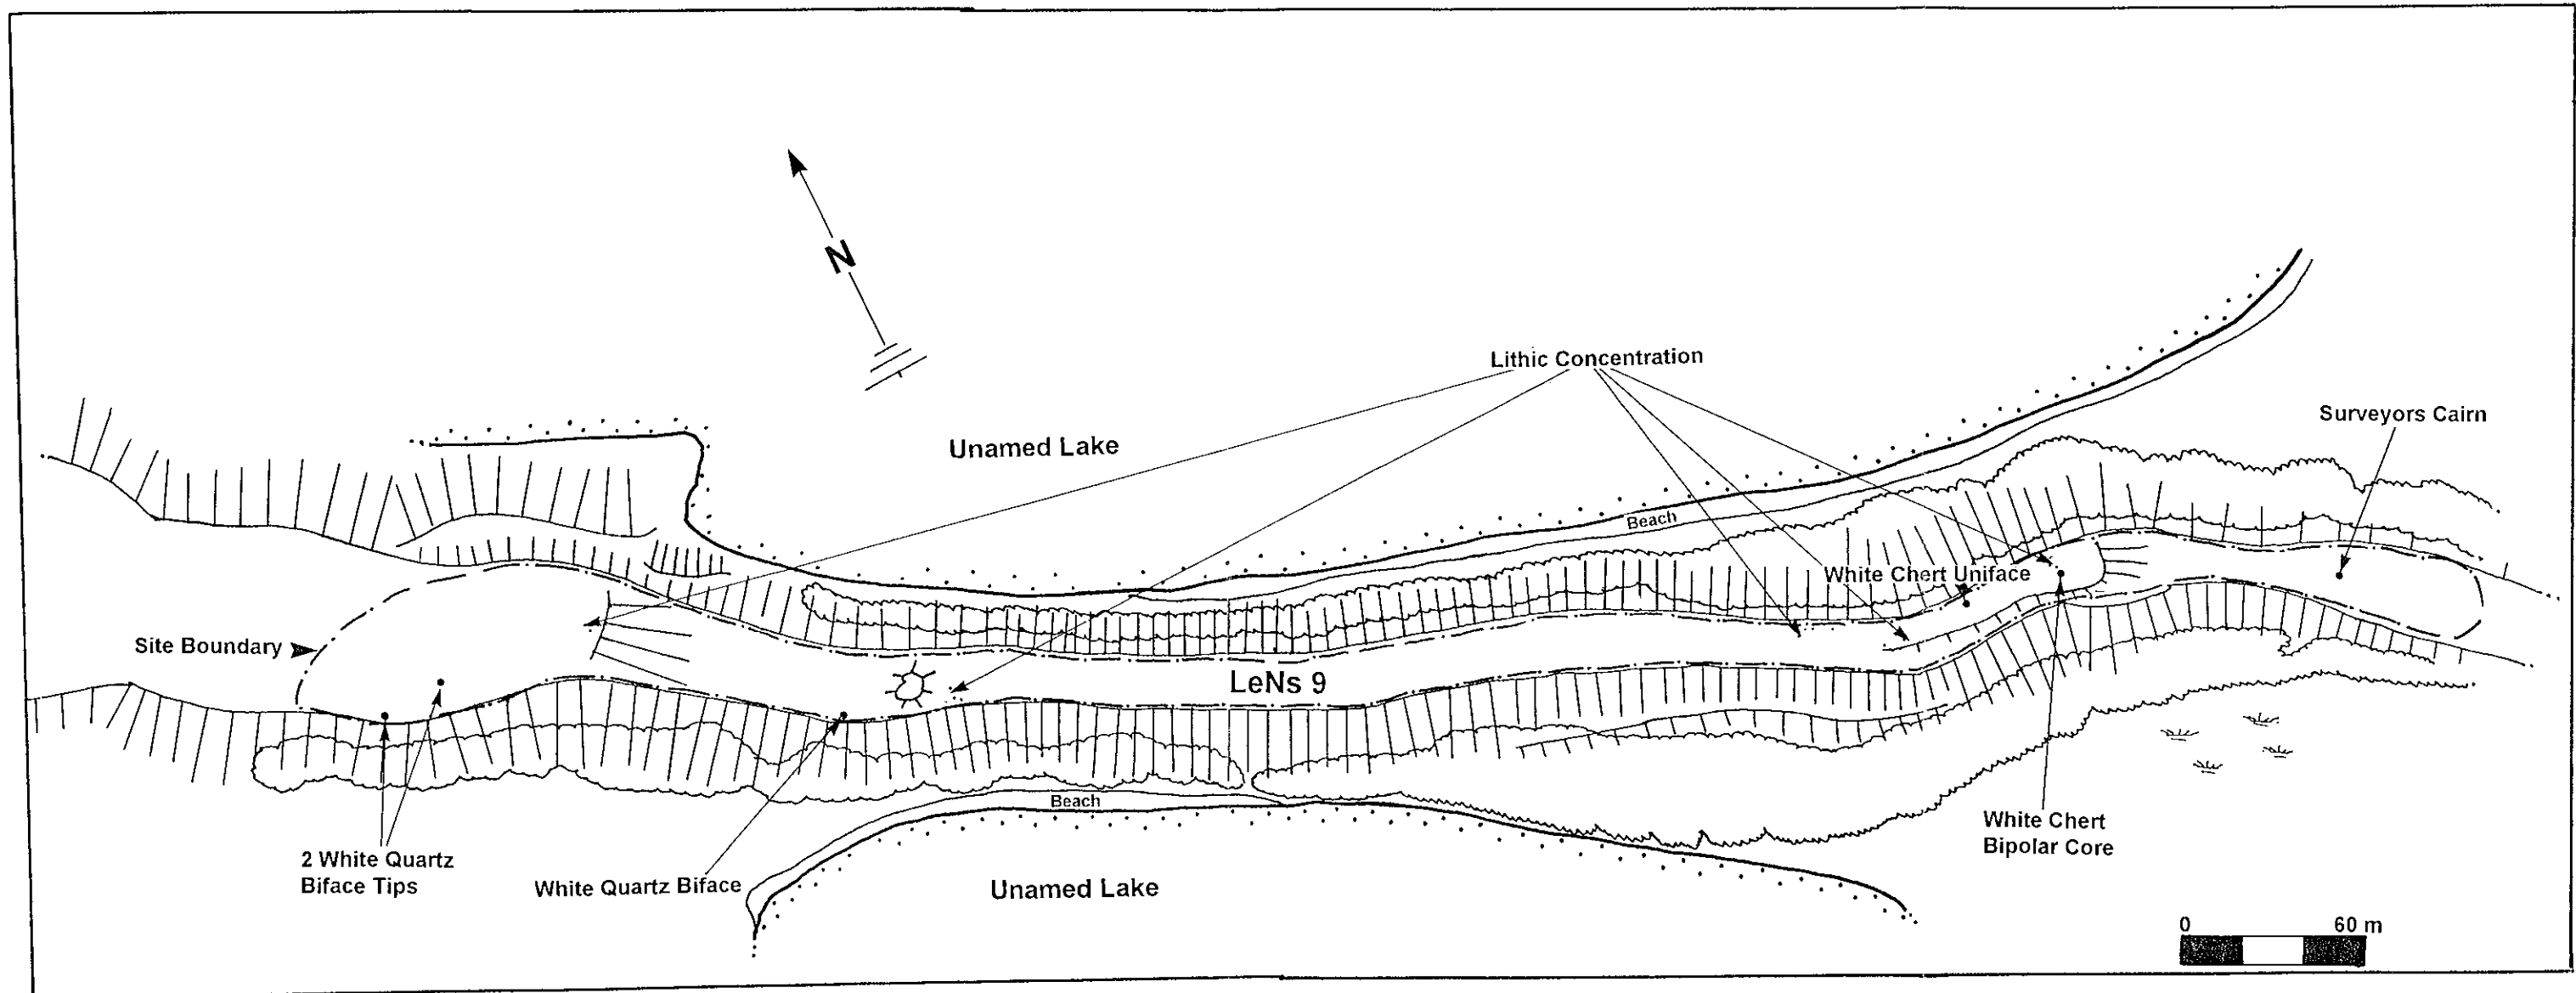 N
Lithic Concentration
Surveyors Cairn
Unamed Lake
Beach
White Chert Uniface
Site Boundary
LeNs 9
Beach
White Chert
Bipolar Core
2 White Quartz
Biface Tips
White Quartz Biface
Unamed Lake
0 60 m